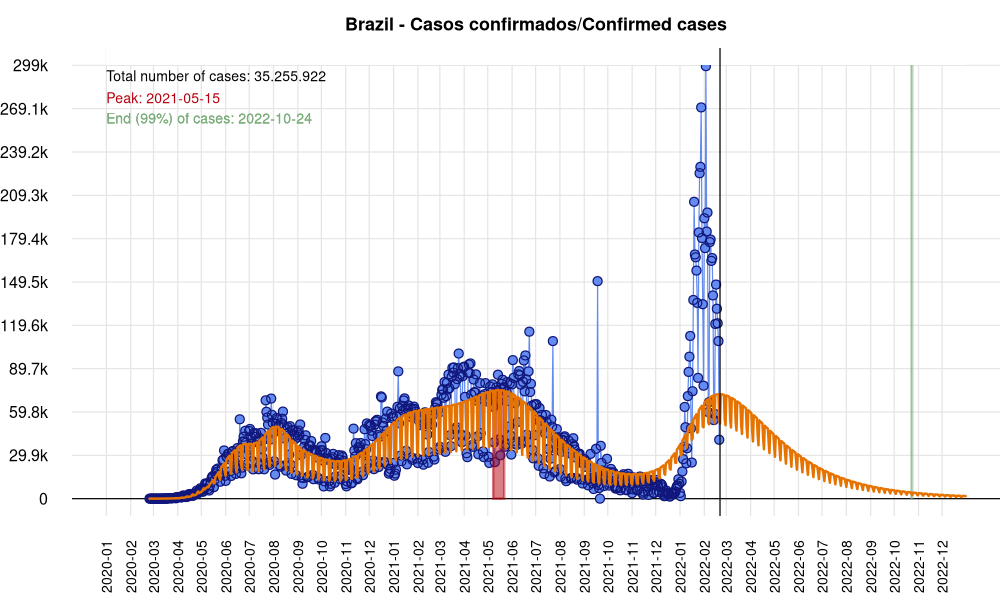 Brazil - Casos confirmados/Confirmed cases
299k
269.1k
239.2k
209.3k
179.4k
149.5k
119.6k
89.7k
59.8k
29.9k
0
Total number of cases: 35.255.922
Peak: 2021-05-15
End (99%) of cases: 2022-10-24
2020-01
2020-02
2020-03
2020-04
2020-05
2020-06
2020-07
2020-08
2020-09
2020-10
2020-11
2020-12
2021-01
2021-02
2021-03
2021-04
2021-05
2021-06
2021-07
2021-08
2021-09
2021-10
2021-11
2021-12
2022-01
2022-02
2022-03
2022-04
2022-05
2022-06
2022-07
2022-08
2022-09
2022-10
2022-11
2022-12